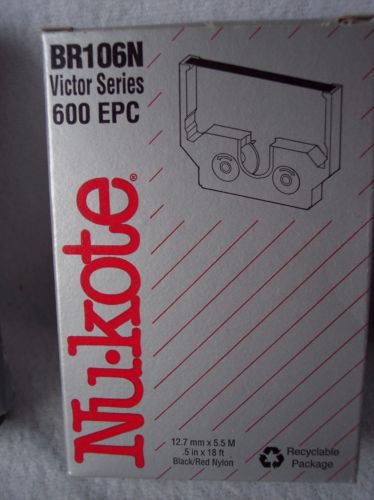 BR106N
Victor Series
600 EPC
Nu·kote®
12.7 mm x 5.5 M
.5 in x 18 ft
Black/Red Nylon
Recyclable
Package